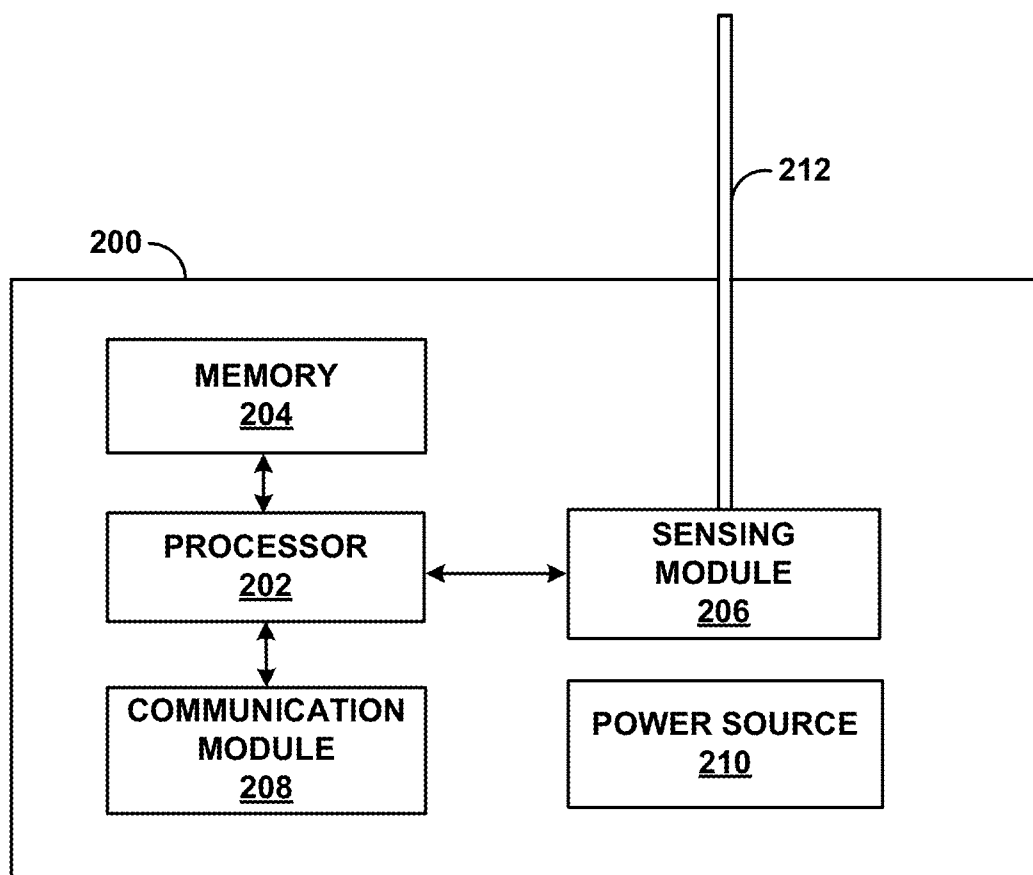 212
200
MEMORY
204
PROCESSOR
202
SENSING
MODULE
206
COMMUNICATION
MODULE
208
POWER SOURCE
210